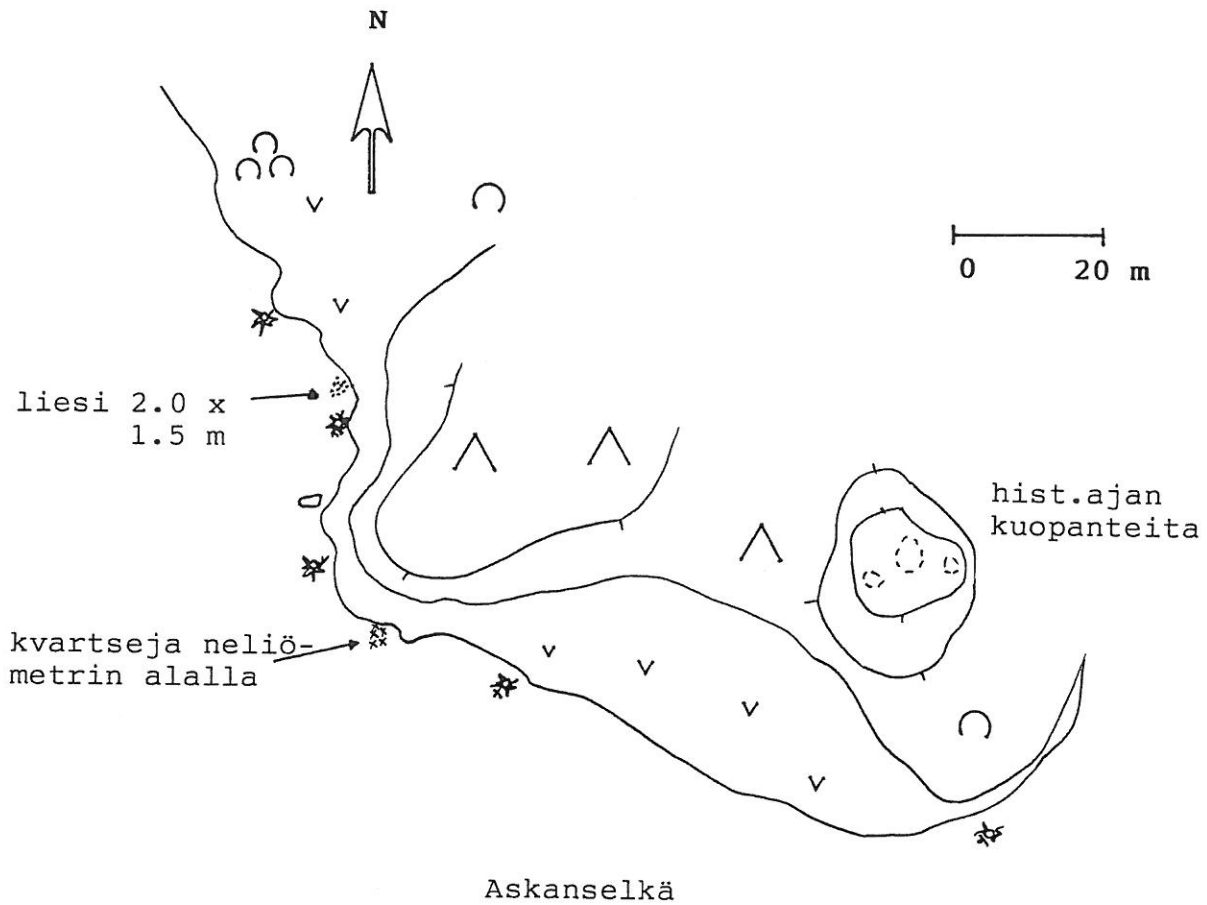 N
0 20 m
liesi 2.0 x
1.5 m
hist.ajan
kuopanteita
kvartseja neliö-
metrin alalla
Askanselkä